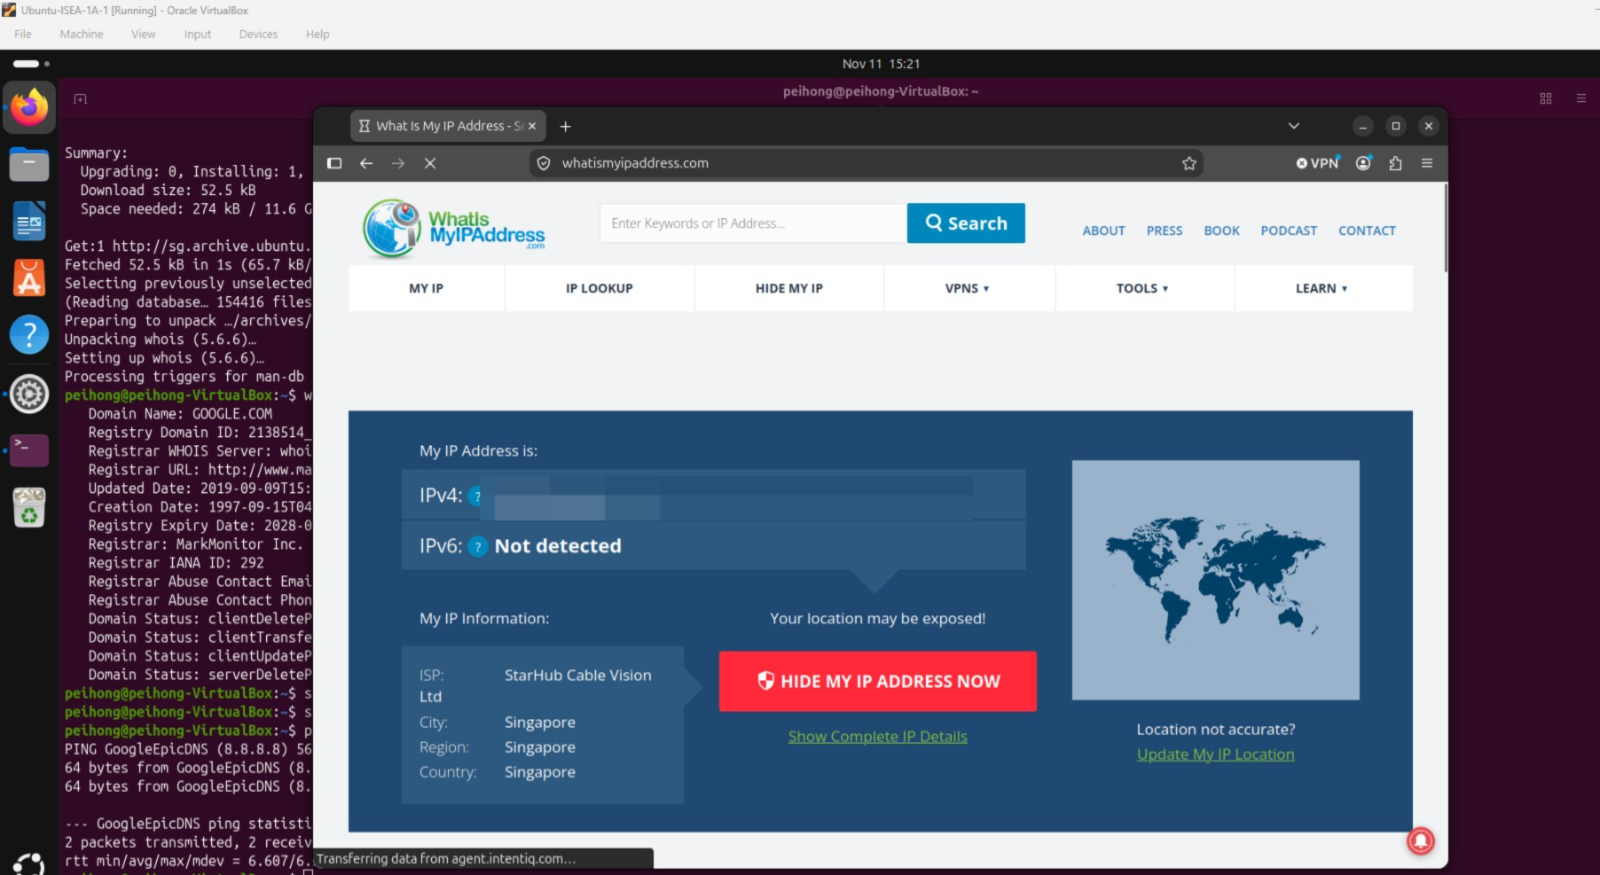 Ubuntu-ISEA-1A-1 [Running] - Oracle VirtualBox
File Machine View Input Devices Help
Nov 11 15:21
peihong@peihong-VirtualBox: ~
Summary:
Upgrading: 0, Installing: 1,
Download size: 52.5 kB
Space needed: 274 kB / 11.6 G
Get:1 http://sg.archive.ubuntu.
Fetched 52.5 kB in 1s (65.7 kB/
Selecting previously unselected
(Reading database… 154416 files
Preparing to unpack …/archives/
Unpacking whois (5.6.6)…
Setting up whois (5.6.6)…
Processing triggers for man-db
peihong@peihong-VirtualBox:~$ w
Domain Name: GOOGLE.COM
Registry Domain ID: 2138514_
Registrar WHOIS Server: whoi
Registrar URL: http://www.ma
Updated Date: 2019-09-09T15:
Creation Date: 1997-09-15T04
Registry Expiry Date: 2028-0
Registrar: MarkMonitor Inc.
Registrar IANA ID: 292
Registrar Abuse Contact Emai
Registrar Abuse Contact Phon
Domain Status: clientDeleteP
Domain Status: clientTransfe
Domain Status: clientUpdateP
Domain Status: serverDeleteP
peihong@peihong-VirtualBox:~$ s
peihong@peihong-VirtualBox:~$ s
peihong@peihong-VirtualBox:~$ p
PING GoogleEpicDNS (8.8.8.8) 56
64 bytes from GoogleEpicDNS (8.
64 bytes from GoogleEpicDNS (8.
--- GoogleEpicDNS ping statisti
2 packets transmitted, 2 receiv
rtt min/avg/max/mdev = 6.607/6.
What Is My IP Address - Se
whatismyipaddress.com
VPN
WhatIs
MyIPAddress
.com
Enter Keywords or IP Address...
Search
ABOUT PRESS BOOK PODCAST CONTACT
MY IP IP LOOKUP HIDE MY IP VPNS TOOLS LEARN
My IP Address is:
IPv4: ?
IPv6: ? Not detected
My IP Information:
Your location may be exposed!
ISP: StarHub Cable Vision
Ltd
City: Singapore
Region: Singapore
Country: Singapore
HIDE MY IP ADDRESS NOW
Show Complete IP Details
Location not accurate?
Update My IP Location
Transferring data from agent.intentiq.com…